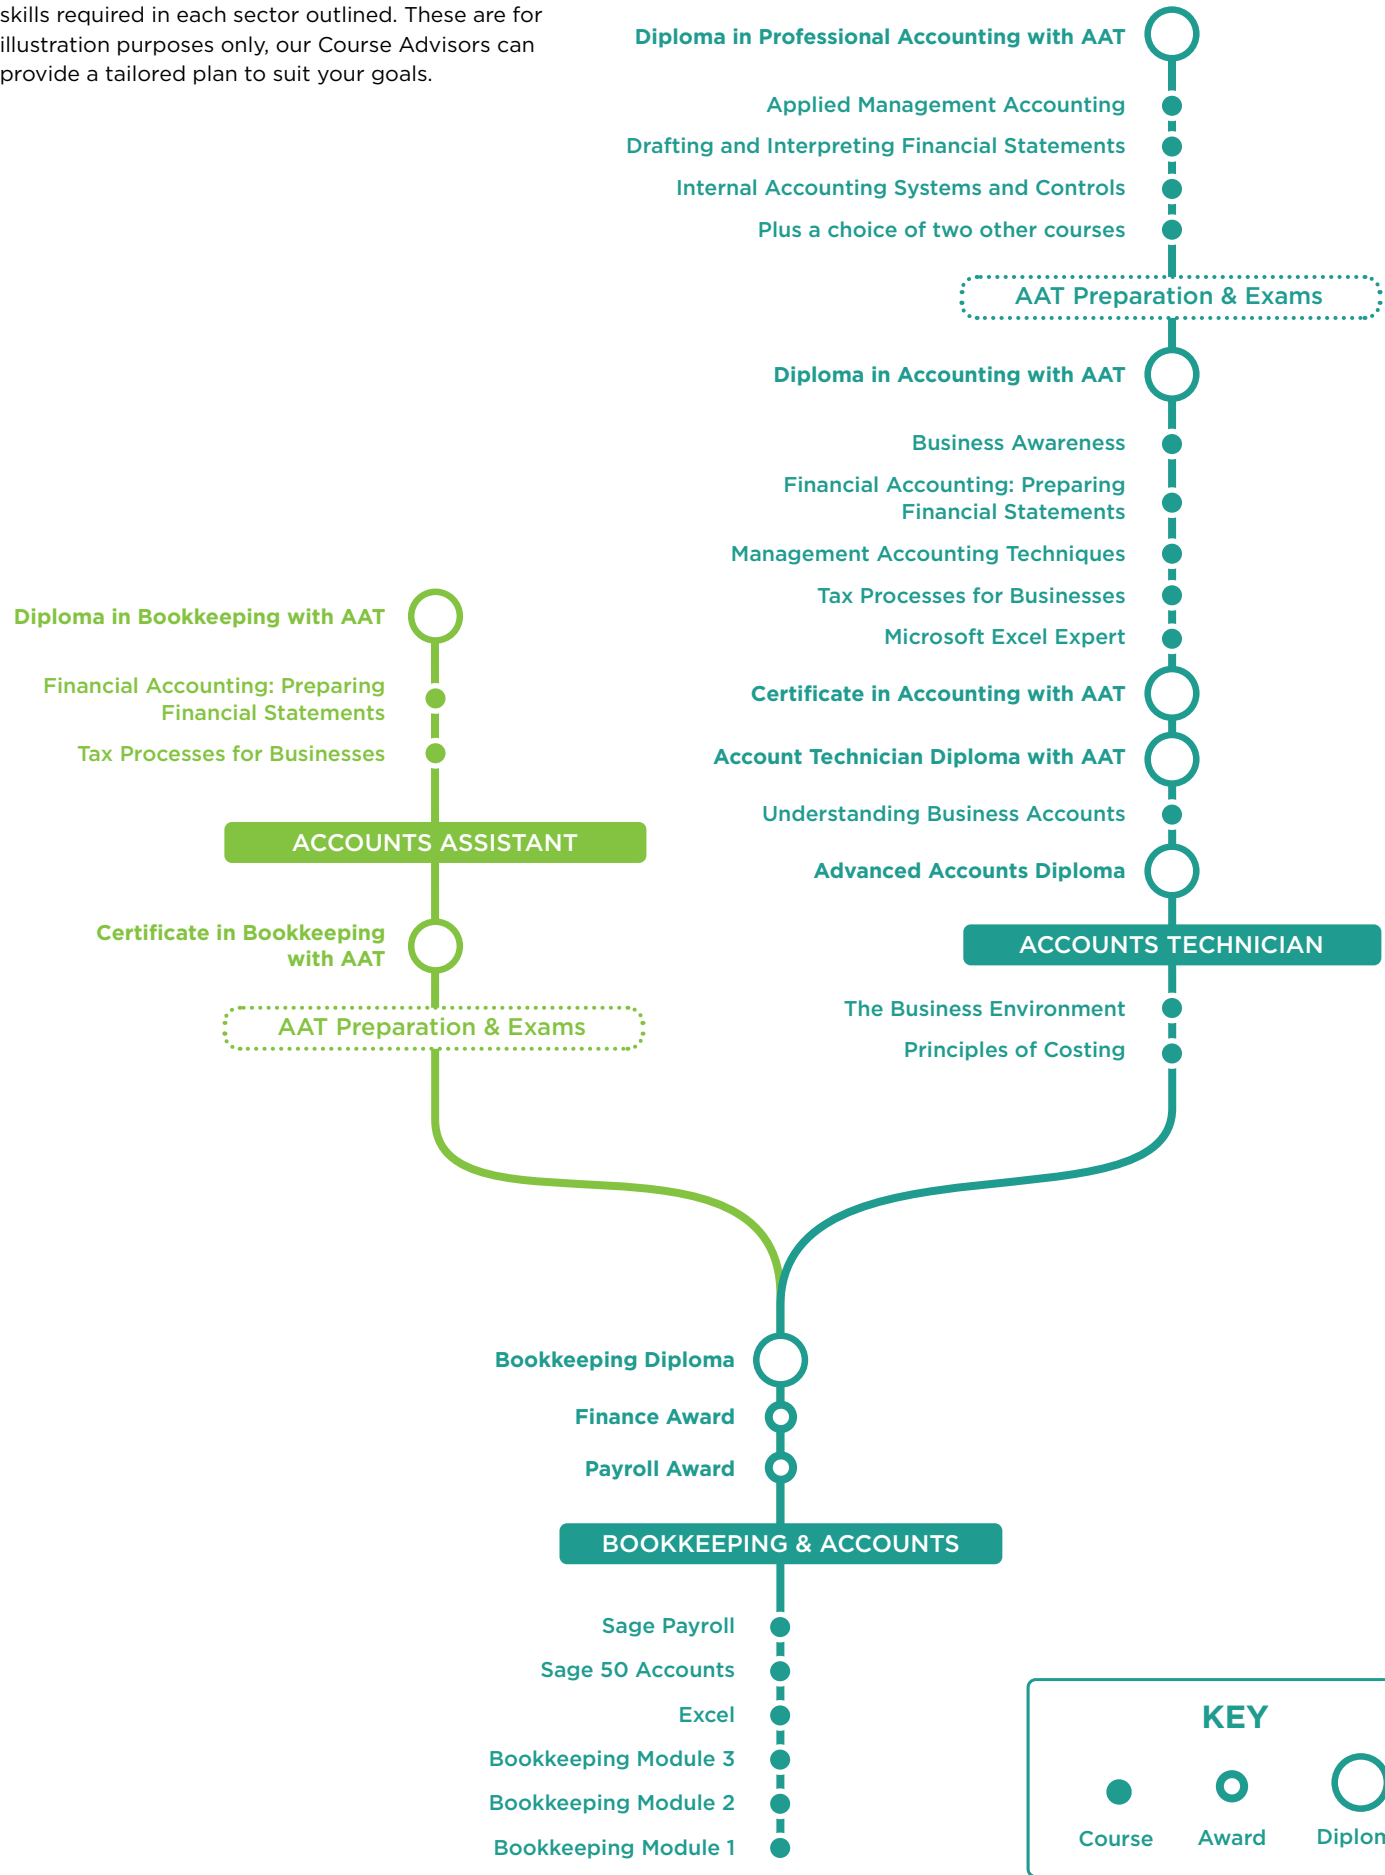 skills required in each sector outlined. These are for
illustration purposes only, our Course Advisors can
provide a tailored plan to suit your goals.
Diploma in Professional Accounting with AAT
Applied Management Accounting
Drafting and Interpreting Financial Statements
Internal Accounting Systems and Controls
Plus a choice of two other courses
AAT Preparation & Exams
Diploma in Accounting with AAT
Business Awareness
Financial Accounting: Preparing
Financial Statements
Management Accounting Techniques
Tax Processes for Businesses
Microsoft Excel Expert
Certificate in Accounting with AAT
Account Technician Diploma with AAT
Understanding Business Accounts
Advanced Accounts Diploma
ACCOUNTS TECHNICIAN
The Business Environment
Principles of Costing
Diploma in Bookkeeping with AAT
Financial Accounting: Preparing
Financial Statements
Tax Processes for Businesses
ACCOUNTS ASSISTANT
Certificate in Bookkeeping
with AAT
AAT Preparation & Exams
Bookkeeping Diploma
Finance Award
Payroll Award
BOOKKEEPING & ACCOUNTS
Sage Payroll
Sage 50 Accounts
Excel
Bookkeeping Module 3
Bookkeeping Module 2
Bookkeeping Module 1
KEY
Course Award